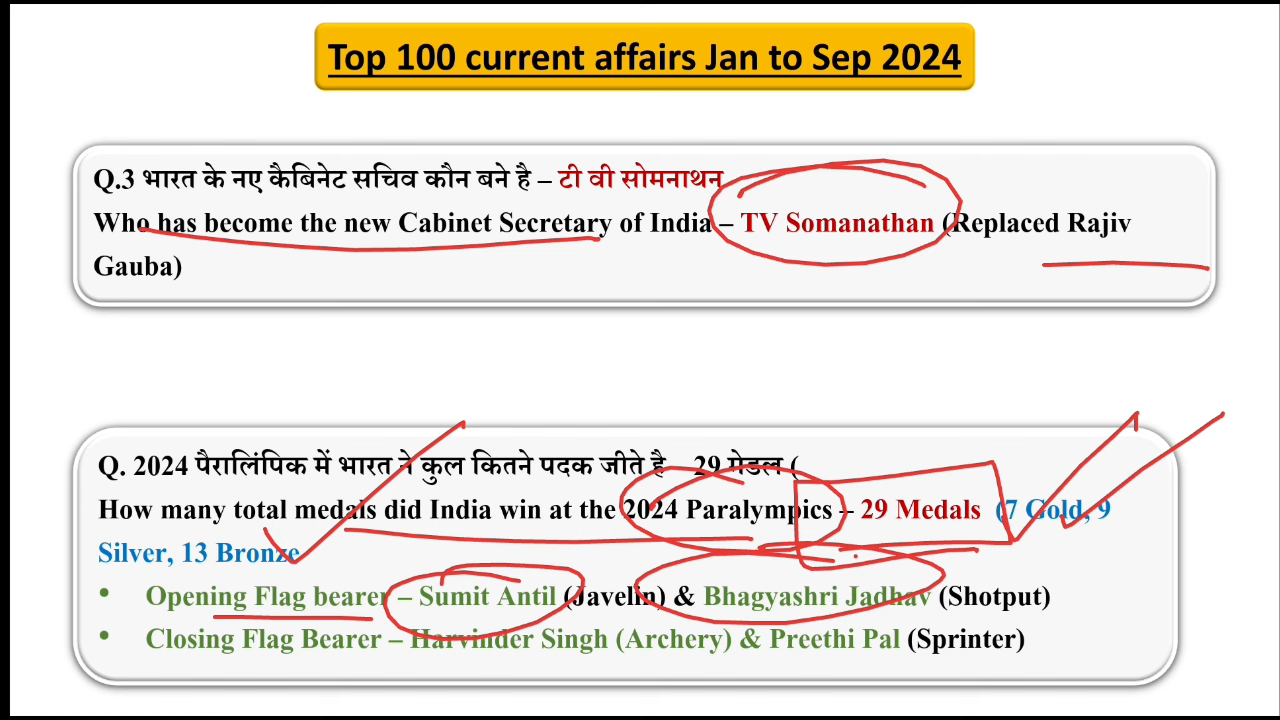 Top 100 current affairs Jan to Sep 2024
Q.3 भारत के नए कैबिनेट सचिव कौन बने है – टी वी सोमनाथन
Who has become the new Cabinet Secretary of India – TV Somanathan (Replaced Rajiv
Gauba)
Q. 2024 पैरालिंपिक में भारत ने कुल कितने पदक जीते है – 29 मेडल (
How many total medals did India win at the 2024 Paralympics – 29 Medals (7 Gold, 9
Silver, 13 Bronze
• Opening Flag bearer – Sumit Antil (Javelin) & Bhagyashri Jadhav (Shotput)
• Closing Flag Bearer – Harvinder Singh (Archery) & Preethi Pal (Sprinter)